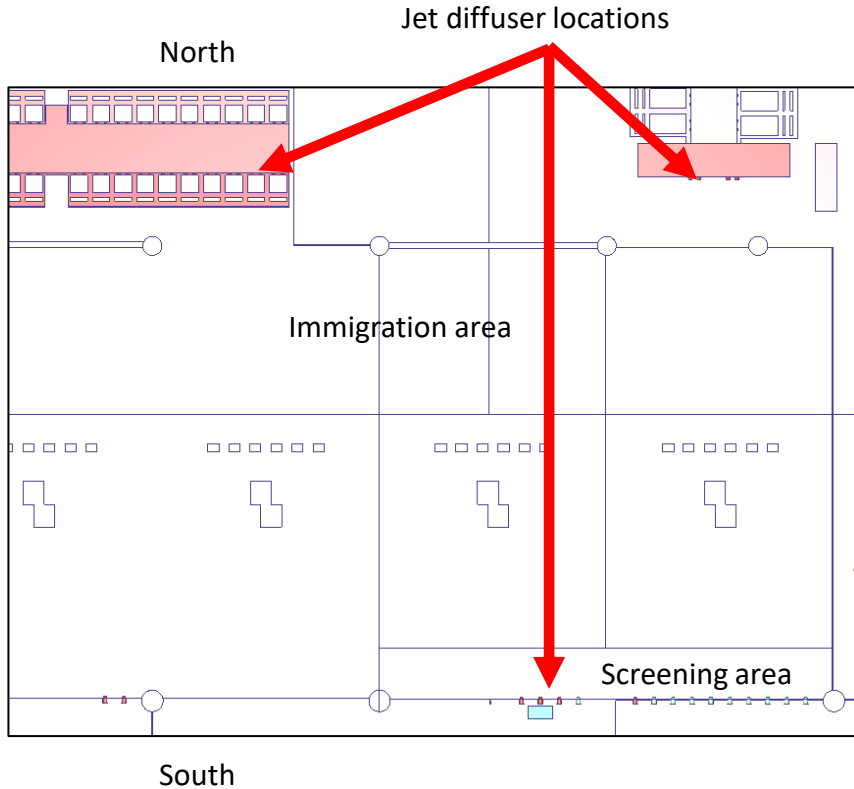 Jet diffuser locations
North
Immigration area
Screening area
South